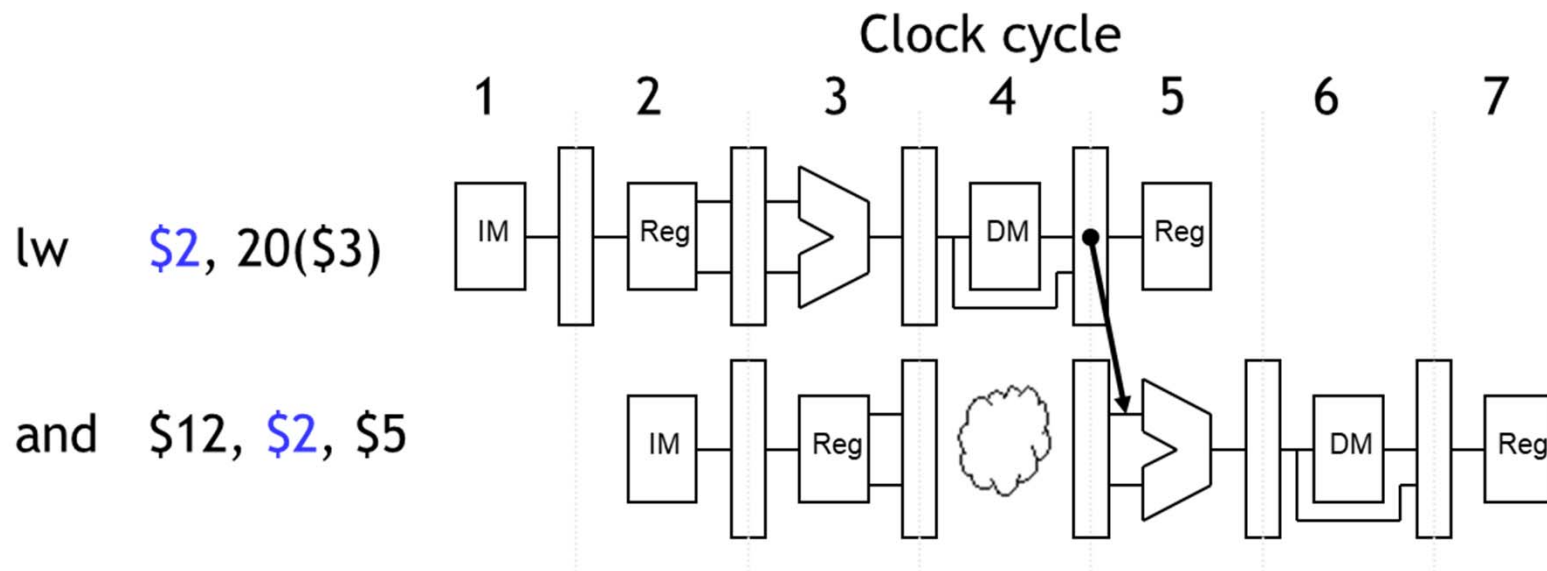 Clock cycle
1 2 3 4 5 6 7
lw $2, 20($3) IM Reg DM Reg
and $12, $2, $5 IM Reg DM Reg